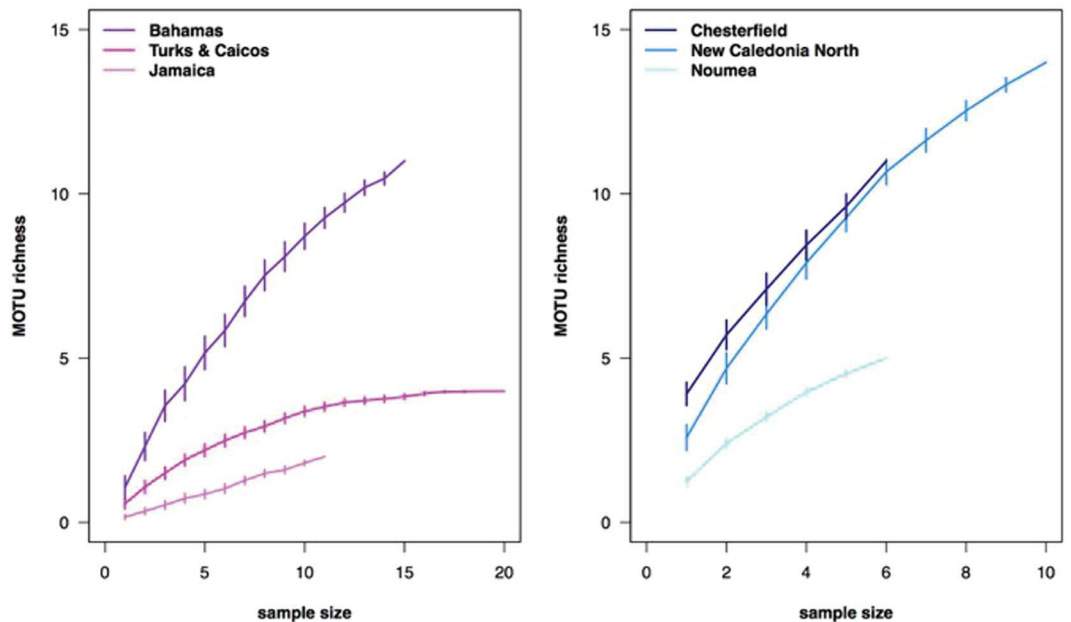 15
10
5
0
MOTU richness
Bahamas
Turks & Caicos
Jamaica
0 5 10 15 20
sample size
15
10
5
0
MOTU richness
Chesterfield
New Caledonia North
Noumea
0 2 4 6 8 10
sample size